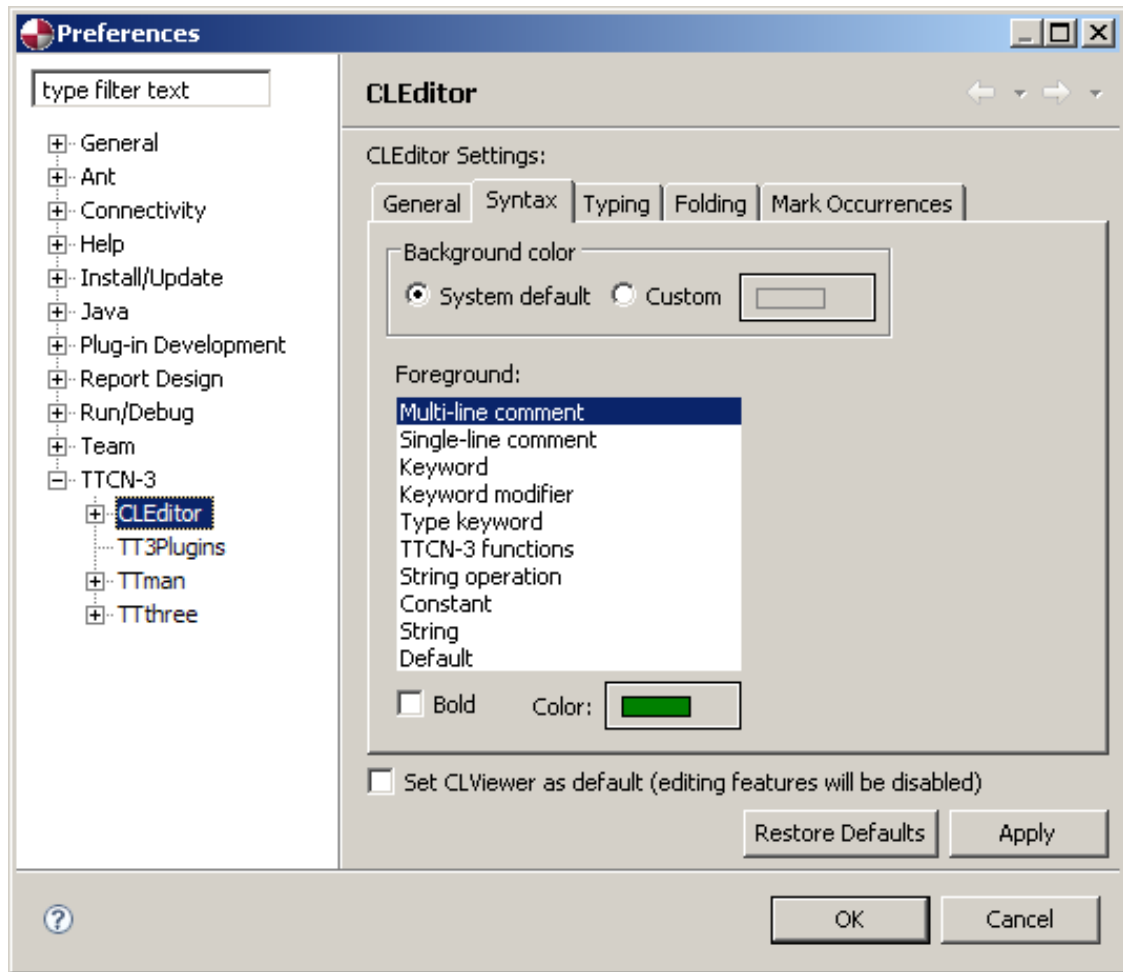 Preferences
type filter text
General
Ant
Connectivity
Help
Install/Update
Java
Plug-in Development
Report Design
Run/Debug
Team
TTCN-3
CLEditor
TT3Plugins
TTman
TTthree
CLEditor
CLEditor Settings:
General Syntax Typing Folding Mark Occurrences
Background color
System default Custom
Foreground:
Multi-line comment
Single-line comment
Keyword
Keyword modifier
Type keyword
TTCN-3 functions
String operation
Constant
String
Default
Bold Color:
Set CLViewer as default (editing features will be disabled)
Restore Defaults Apply
OK Cancel